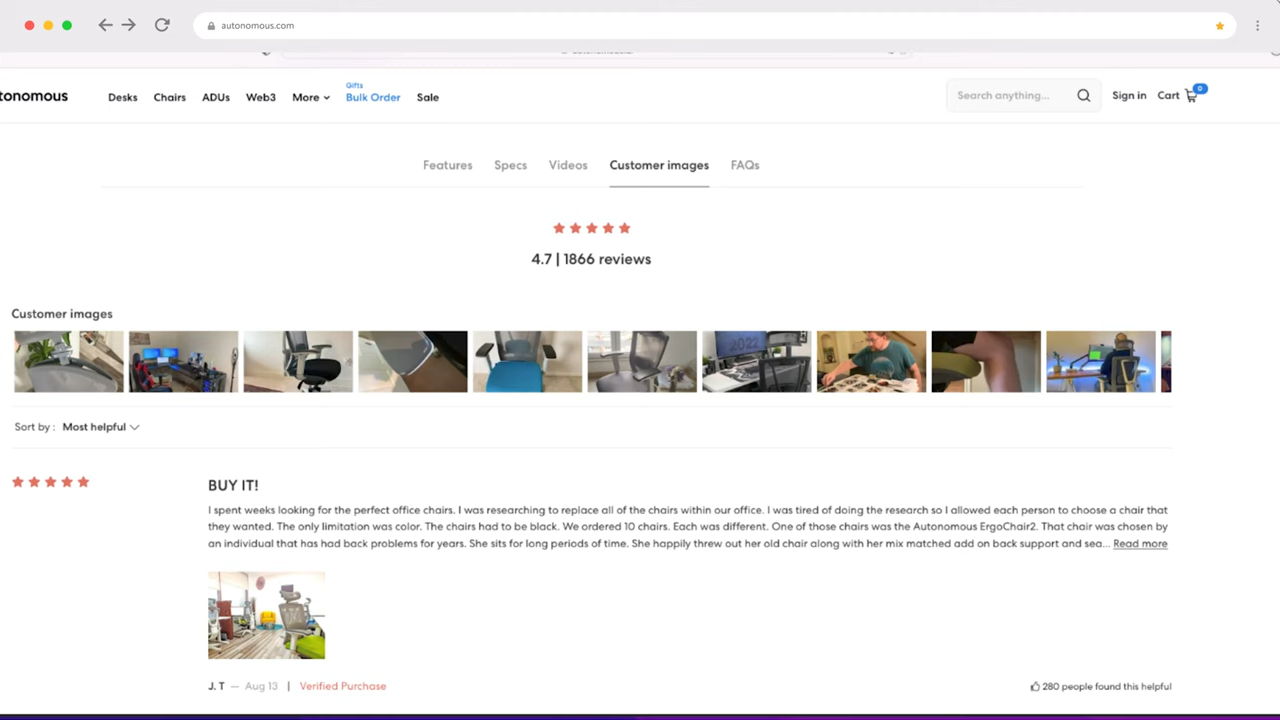 autonomous.com
tonomous
Desks
Chairs
ADUs
Web3
More
Gifts
Bulk Order
Sale
Search anything...
Sign in
Cart
0
Features
Specs
Videos
Customer images
FAQs
4.7 | 1866 reviews
Customer images
2022
Sort by : Most helpful
BUY IT!
I spent weeks looking for the perfect office chairs. I was researching to replace all of the chairs within our office. I was tired of doing the research so I allowed each person to choose a chair that
they wanted. The only limitation was color. The chairs had to be black. We ordered 10 chairs. Each was different. One of those chairs was the Autonomous ErgoChair2. That chair was chosen by
an individual that has had back problems for years. She sits for long periods of time. She happily threw out her old chair along with her mix matched add on back support and sea... Read more
J. T — Aug 13 | Verified Purchase
280 people found this helpful